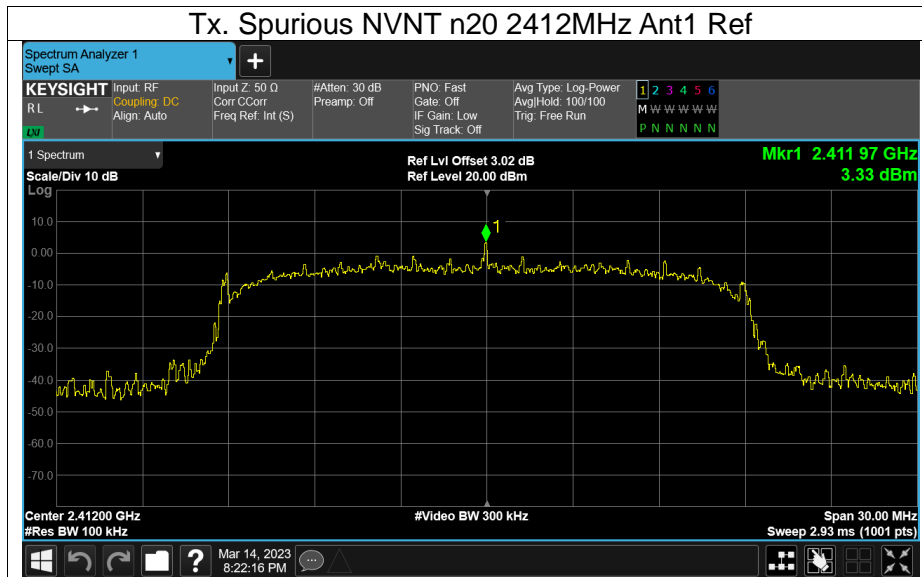 Tx. Spurious NVNT n20 2412MHz Ant1 Ref
Spectrum Analyzer 1
Swept SA
+
KEYSIGHT
RL
LXI
Input: RF
Coupling: DC
Align: Auto
Input Z: 50 Ω
Corr CCorr
Freq Ref: Int (S)
#Atten: 30 dB
Preamp: Off
PNO: Fast
Gate: Off
IF Gain: Low
Sig Track: Off
Avg Type: Log-Power
Avg|Hold: 100/100
Trig: Free Run
1 2 3 4 5 6
M W W W W W
P N N N N N
1 Spectrum
Scale/Div 10 dB
Ref Lvl Offset 3.02 dB
Ref Level 20.00 dBm
Mkr1 2.411 97 GHz
3.33 dBm
Log
10.0
0.00
-10.0
-20.0
-30.0
-40.0
-50.0
-60.0
-70.0
1
Center 2.41200 GHz
#Res BW 100 kHz
#Video BW 300 kHz
Span 30.00 MHz
Sweep 2.93 ms (1001 pts)
?
Mar 14, 2023
8:22:16 PM